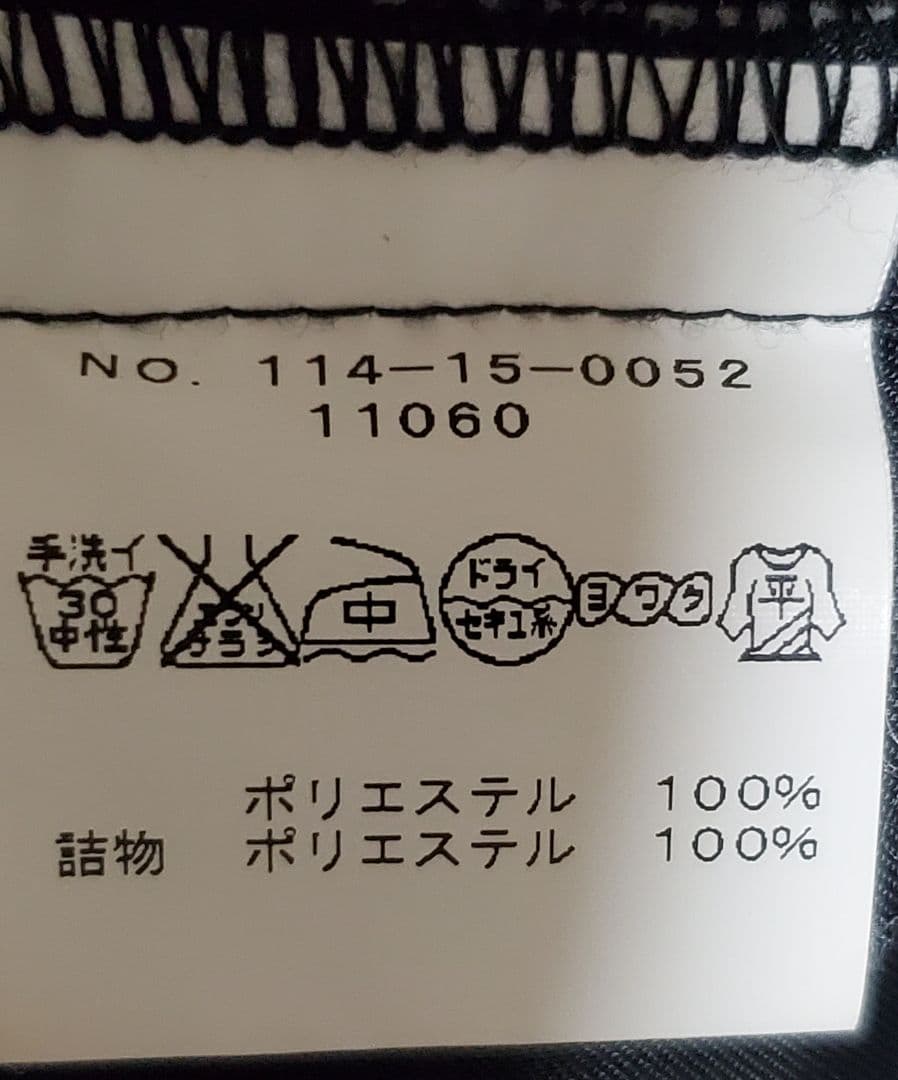 No. 114-15-0052
11060
手洗イ
30
中性
エンソ
サラシ
中
ドライ
セキユ系
ヨワク
平
ポリエステル 100%
詰物 ポリエステル 100%